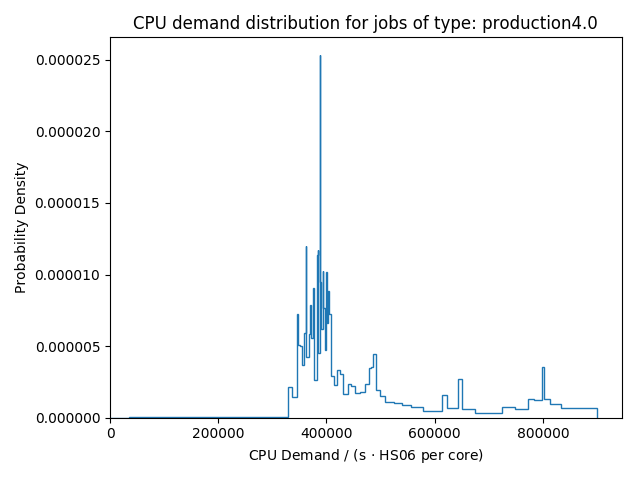 CPU demand distribution for jobs of type: production4.0
0.000025
0.000020
0.000015
0.000010
0.000005
0.000000
Probability Density
0 200000 400000 600000 800000
CPU Demand / (s · HS06 per core)